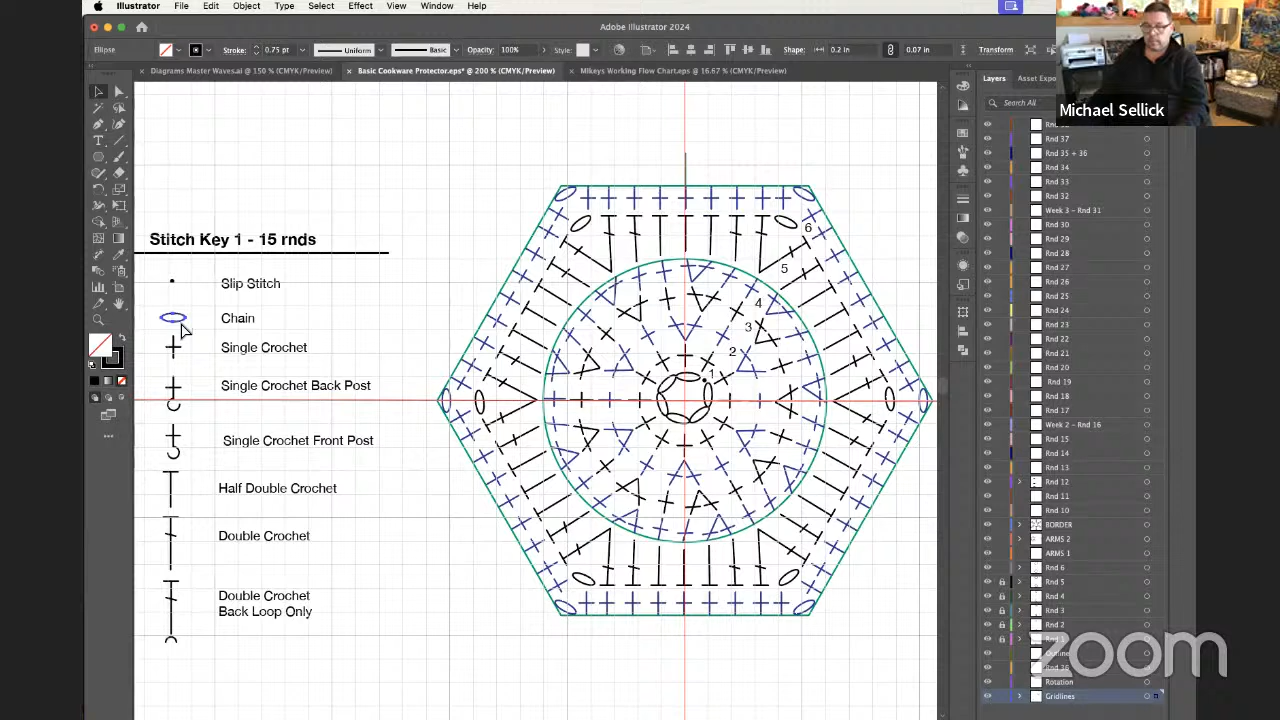 Illustrator File Edit Object Type Select Effect View Window Help
Adobe Illustrator 2024
Ellipse Stroke: 0.75 pt Uniform Basic Opacity: 100% Style: Shape: 0.2 in 0.07 in Transform
Diagrams Master Waves.ai @ 150 % (CMYK/Preview) Basic Cookware Protector.eps* @ 200 % (CMYK/Preview) Mikeys Working Flow Chart.eps @ 16.67 % (CMYK/Preview)
Layers Asset Expo
Search All
Michael Sellick
Stitch Key 1 - 15 rnds
Slip Stitch
Chain
Single Crochet
Single Crochet Back Post
Single Crochet Front Post
Half Double Crochet
Double Crochet
Double Crochet
Back Loop Only
6
5
4
3
2
1
Rnd 37
Rnd 35 + 36
Rnd 34
Rnd 33
Rnd 32
Week 3 - Rnd 31
Rnd 30
Rnd 29
Rnd 28
Rnd 27
Rnd 26
Rnd 25
Rnd 24
Rnd 23
Rnd 22
Rnd 21
Rnd 20
Rnd 19
Rnd 18
Rnd 17
Week 2 - Rnd 16
Rnd 15
Rnd 14
Rnd 13
Rnd 12
Rnd 11
Rnd 10
BORDER
ARMS 2
ARMS 1
Rnd 6
Rnd 5
Rnd 4
Rnd 3
Rnd 2
Rnd 1
Outline
Rnd 38
Rotation
Gridlines
zoom